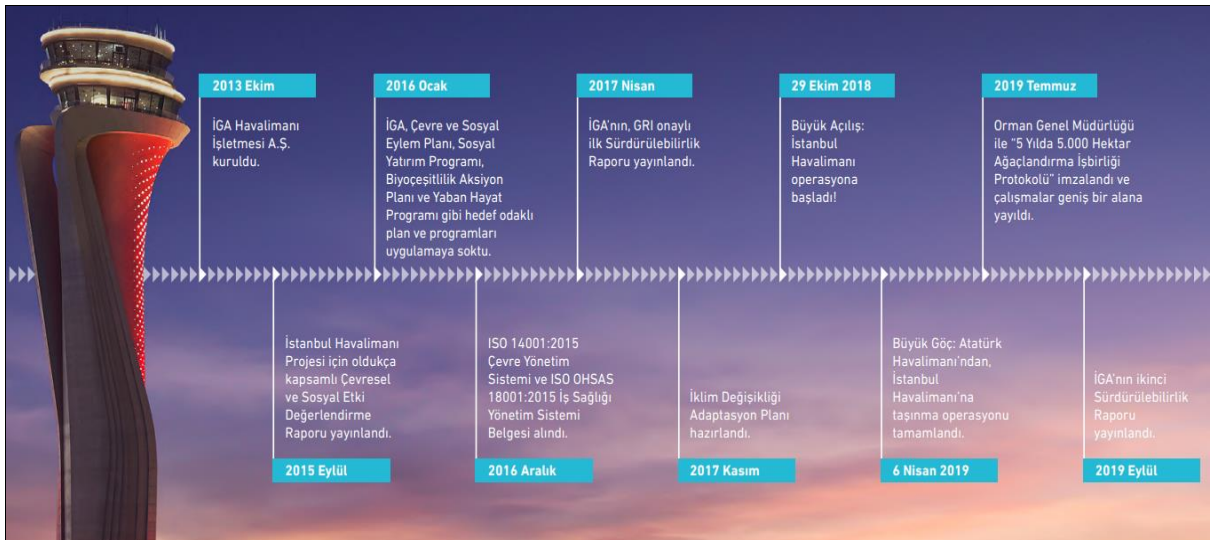 2013 Ekim
İGA Havalimanı
İşletmesi A.Ş.
kuruldu.
2015 Eylül
İstanbul Havalimanı
Projesi için oldukça
kapsamlı Çevresel
ve Sosyal Etki
Değerlendirme
Raporu yayınlandı.
2016 Ocak
İGA, Çevre ve Sosyal
Eylem Planı, Sosyal
Yatırım Programı,
Biyoçeşitlilik Aksiyon
Planı ve Yaban Hayat
Programı gibi hedef odaklı
plan ve programları
uygulamaya soktu.
2016 Aralık
ISO 14001:2015
Çevre Yönetim
Sistemi ve ISO OHSAS
18001:2015 İş Sağlığı
Yönetim Sistemi
Belgesi alındı.
2017 Nisan
İGA’nın, GRI onaylı
ilk Sürdürülebilirlik
Raporu yayınlandı.
2017 Kasım
İklim Değişikliği
Adaptasyon Planı
hazırlandı.
29 Ekim 2018
Büyük Açılış:
İstanbul
Havalimanı
operasyona
başladı!
6 Nisan 2019
Büyük Göç: Atatürk
Havalimanı’ndan,
İstanbul
Havalimanı’na
taşınma operasyonu
tamamlandı.
2019 Temmuz
Orman Genel Müdürlüğü
ile “5 Yılda 5.000 Hektar
Ağaçlandırma İşbirliği
Protokolü” imzalandı ve
çalışmalar geniş bir alana
yayıldı.
2019 Eylül
İGA’nın ikinci
Sürdürülebilirlik
Raporu
yayınlandı.